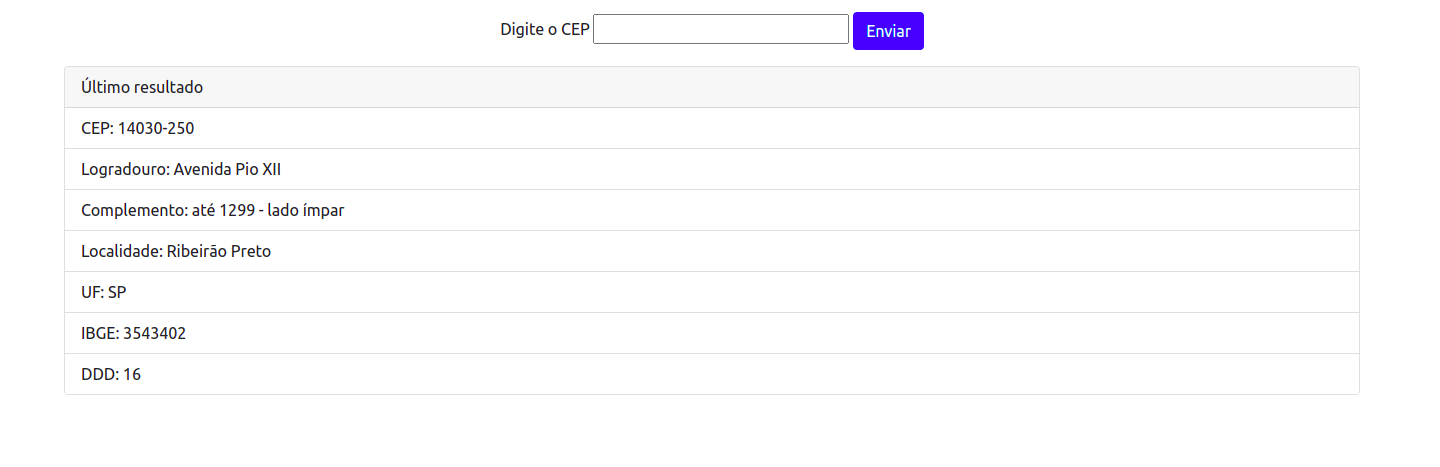 Digite o CEP Enviar
Último resultado
CEP: 14030-250
Logradouro: Avenida Pio XII
Complemento: até 1299 - lado ímpar
Localidade: Ribeirão Preto
UF: SP
IBGE: 3543402
DDD: 16